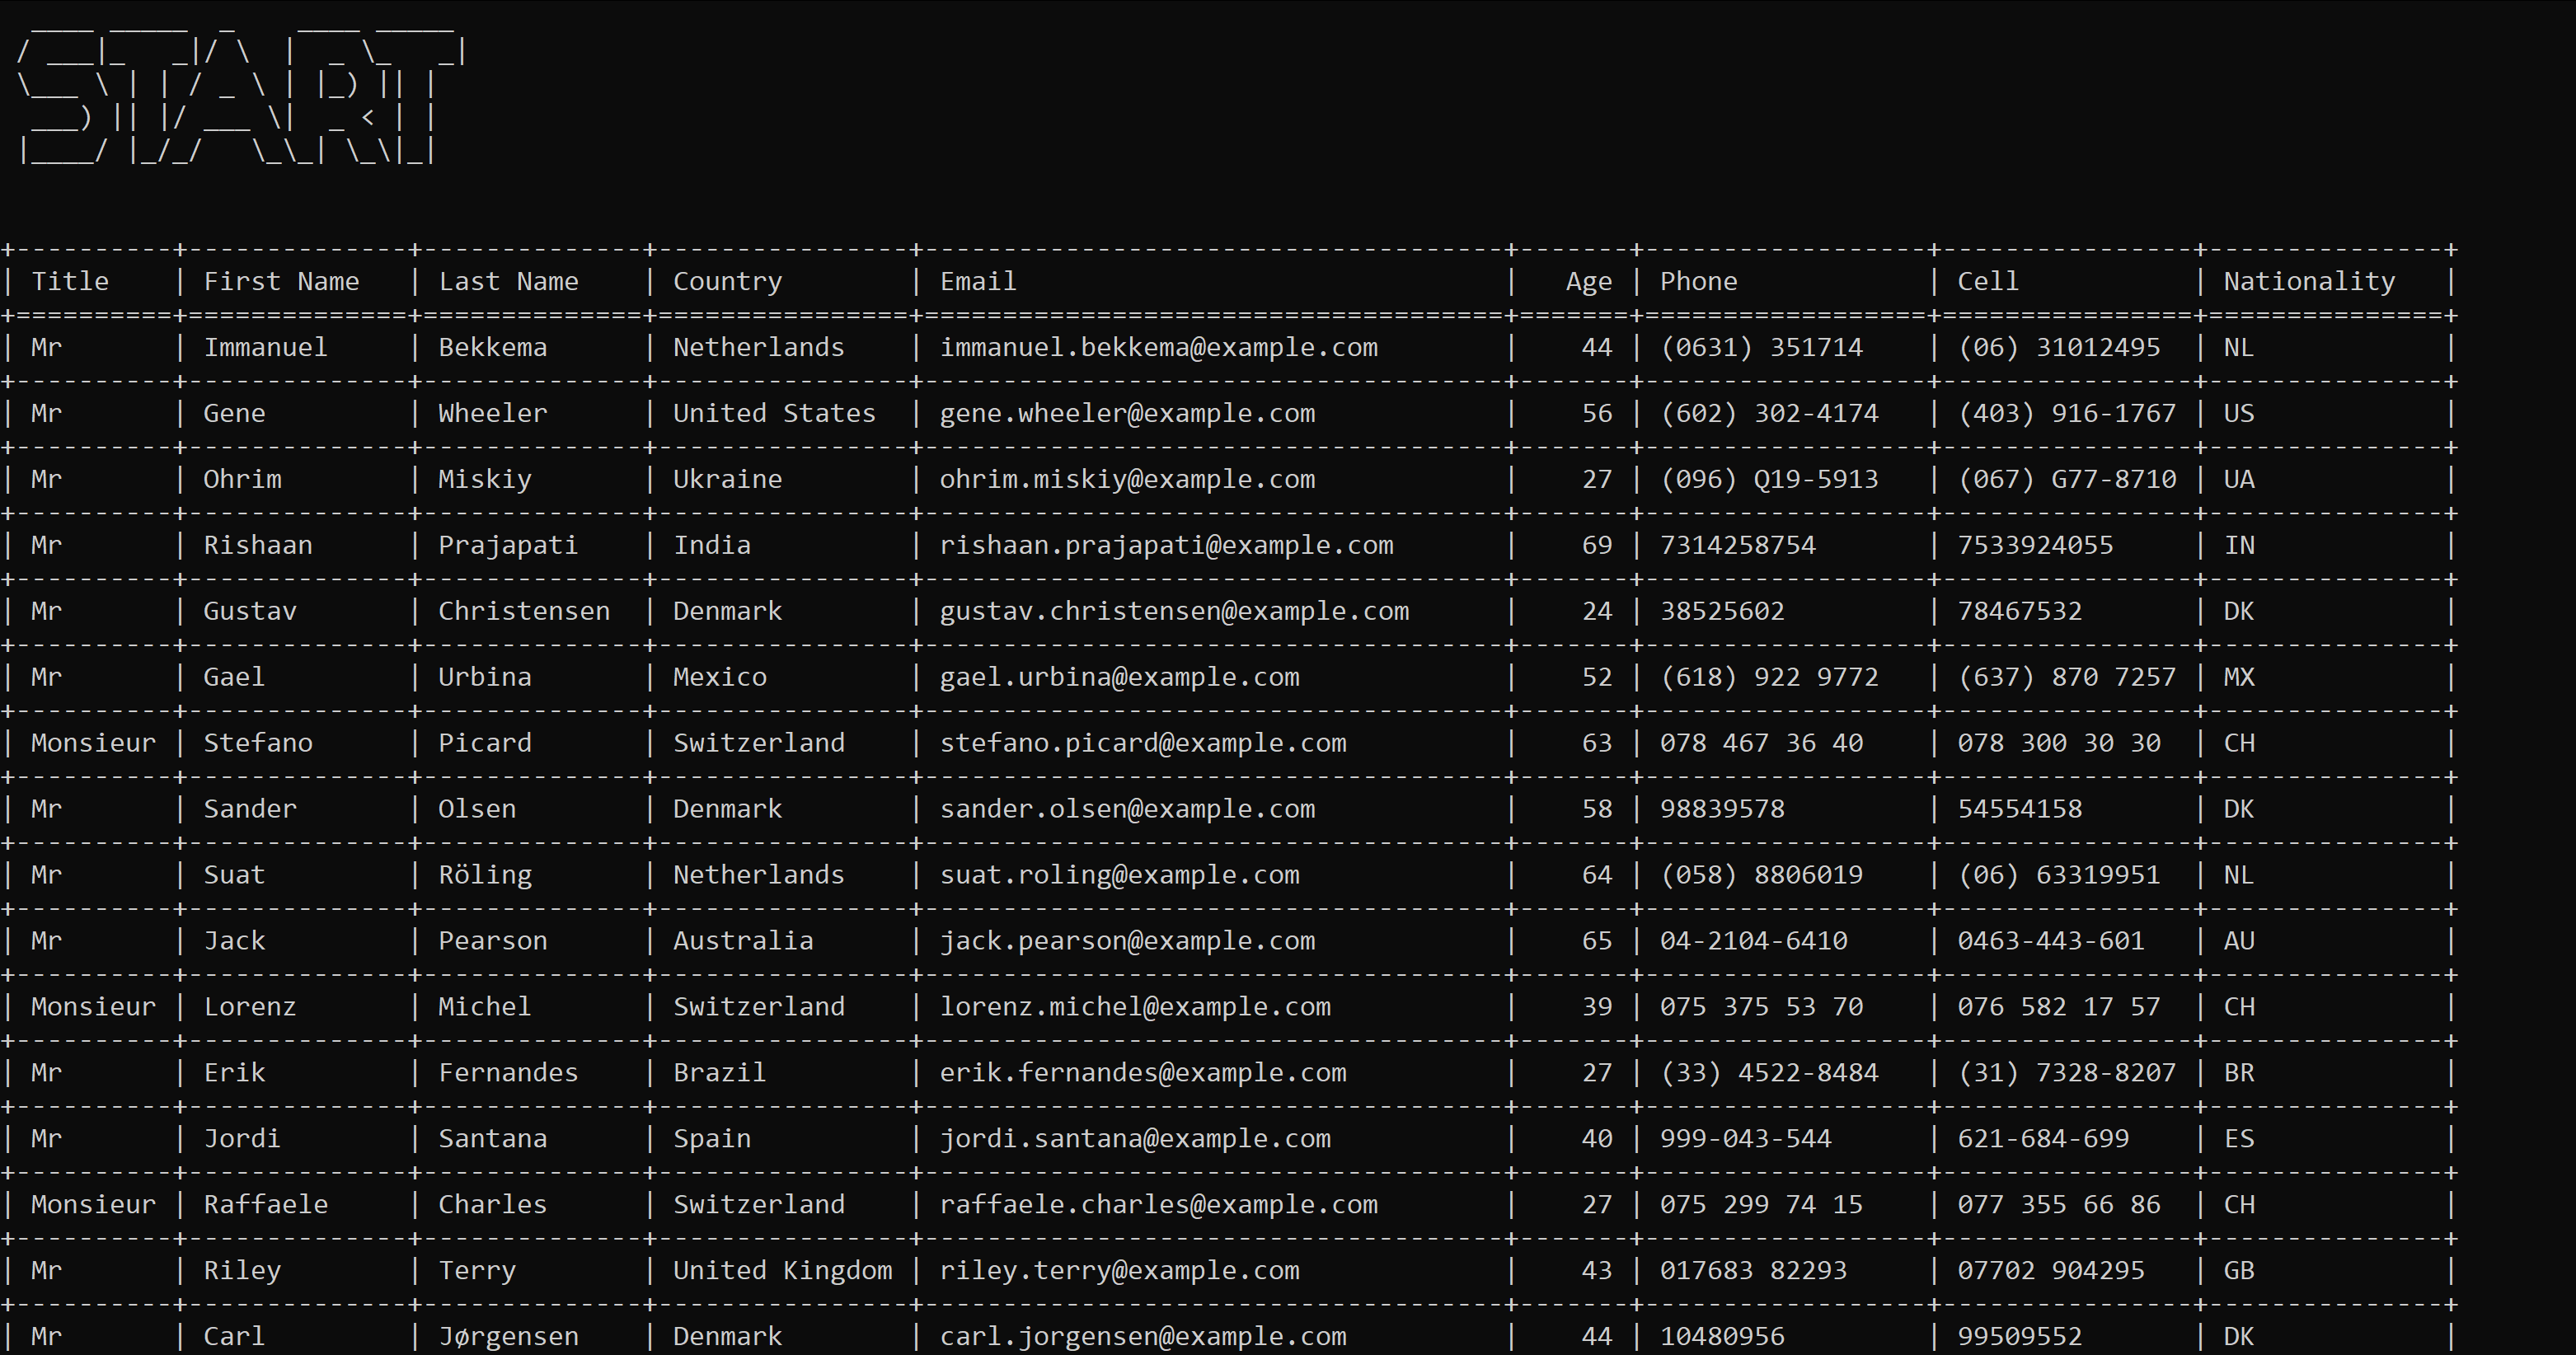 START
| Title | First Name | Last Name | Country | Email | Age | Phone | Cell | Nationality |
| Mr | Immanuel | Bekkema | Netherlands | immanuel.bekkema@example.com | 44 | (0631) 351714 | (06) 31012495 | NL |
| Mr | Gene | Wheeler | United States | gene.wheeler@example.com | 56 | (602) 302-4174 | (403) 916-1767 | US |
| Mr | Ohrim | Miskiy | Ukraine | ohrim.miskiy@example.com | 27 | (096) Q19-5913 | (067) G77-8710 | UA |
| Mr | Rishaan | Prajapati | India | rishaan.prajapati@example.com | 69 | 7314258754 | 7533924055 | IN |
| Mr | Gustav | Christensen | Denmark | gustav.christensen@example.com | 24 | 38525602 | 78467532 | DK |
| Mr | Gael | Urbina | Mexico | gael.urbina@example.com | 52 | (618) 922 9772 | (637) 870 7257 | MX |
| Monsieur | Stefano | Picard | Switzerland | stefano.picard@example.com | 63 | 078 467 36 40 | 078 300 30 30 | CH |
| Mr | Sander | Olsen | Denmark | sander.olsen@example.com | 58 | 98839578 | 54554158 | DK |
| Mr | Suat | Röling | Netherlands | suat.roling@example.com | 64 | (058) 8806019 | (06) 63319951 | NL |
| Mr | Jack | Pearson | Australia | jack.pearson@example.com | 65 | 04-2104-6410 | 0463-443-601 | AU |
| Monsieur | Lorenz | Michel | Switzerland | lorenz.michel@example.com | 39 | 075 375 53 70 | 076 582 17 57 | CH |
| Mr | Erik | Fernandes | Brazil | erik.fernandes@example.com | 27 | (33) 4522-8484 | (31) 7328-8207 | BR |
| Mr | Jordi | Santana | Spain | jordi.santana@example.com | 40 | 999-043-544 | 621-684-699 | ES |
| Monsieur | Raffaele | Charles | Switzerland | raffaele.charles@example.com | 27 | 075 299 74 15 | 077 355 66 86 | CH |
| Mr | Riley | Terry | United Kingdom | riley.terry@example.com | 43 | 017683 82293 | 07702 904295 | GB |
| Mr | Carl | Jørgensen | Denmark | carl.jorgensen@example.com | 44 | 10480956 | 99509552 | DK |